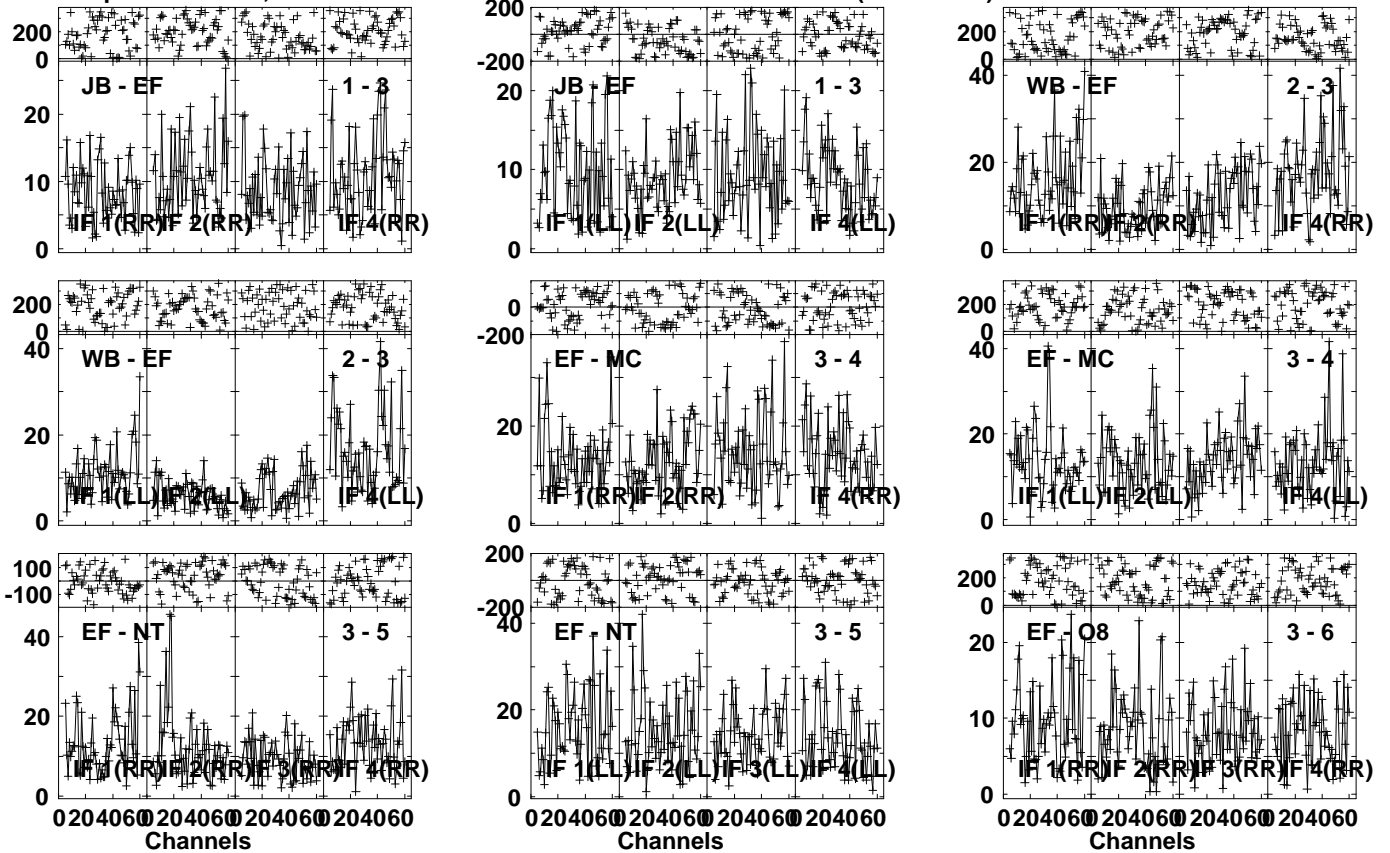 200
0
JB - EF
1 - 3
20
10
0
IF 1(RR)
IF 2(RR)
IF 4(RR)
200
-200
JB - EF
1 - 3
20
10
0
IF 1(LL)
IF 2(LL)
IF 4(LL)
200
0
WB - EF
2 - 3
40
20
0
IF 1(RR)
IF 2(RR)
IF 4(RR)
200
0
WB - EF
2 - 3
40
20
0
IF 1(LL)
IF 2(LL)
IF 4(LL)
0
-200
EF - MC
3 - 4
20
0
IF 1(RR)
IF 2(RR)
IF 4(RR)
200
0
EF - MC
3 - 4
40
20
0
IF 1(LL)
IF 2(LL)
IF 4(LL)
100
-100
EF - NT
3 - 5
40
20
0
IF 1(RR)
IF 2(RR)
IF 3(RR)
IF 4(RR)
0 20 40 60 0 20 40 60 0 20 40 60 0 20 40 60
Channels
200
-200
EF - NT
3 - 5
40
20
0
IF 1(LL)
IF 2(LL)
IF 3(LL)
IF 4(LL)
0 20 40 60 0 20 40 60 0 20 40 60 0 20 40 60
Channels
200
0
EF - O8
3 - 6
20
10
0
IF 1(RR)
IF 2(RR)
IF 3(RR)
IF 4(RR)
0 20 40 60 0 20 40 60 0 20 40 60 0 20 40 60
Channels